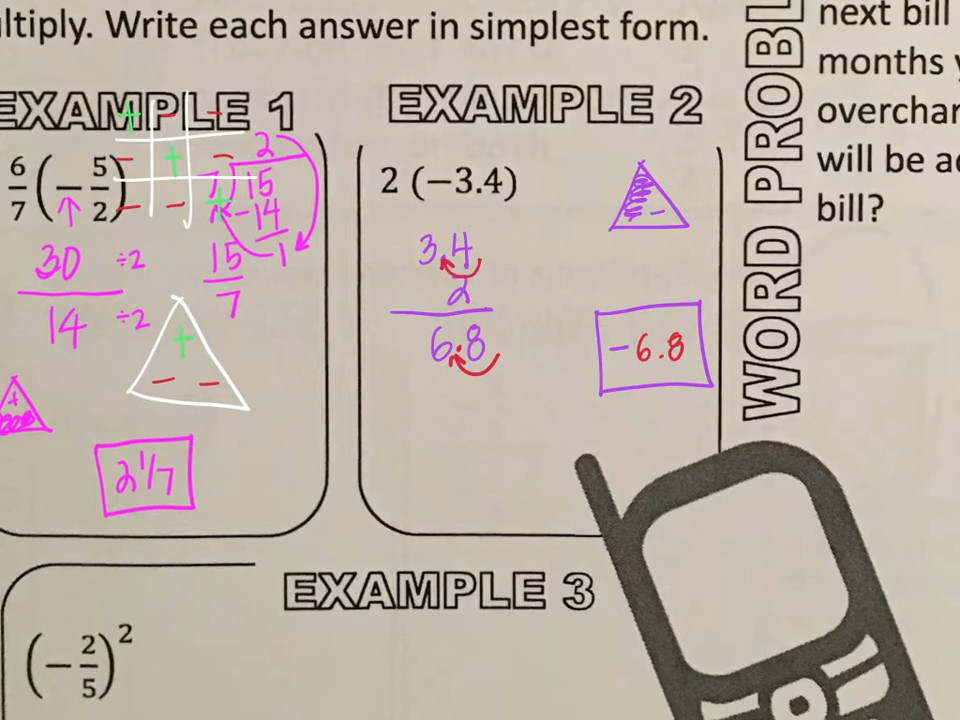 ltiply. Write each answer in simplest form.
EXAMPLE 1
6/7 (− 5/2)
+ - -
- + -
- - +
30 ÷2
14 ÷2
2
7)15
-14
1
15
7
+
- -
+
2 1/7
EXAMPLE 2
2 (−3.4)
3.4
2
6.8
-
-6.8
EXAMPLE 3
(− 2/5)²
WORD PROBL
next bill
months y
overchar
will be a
bill?